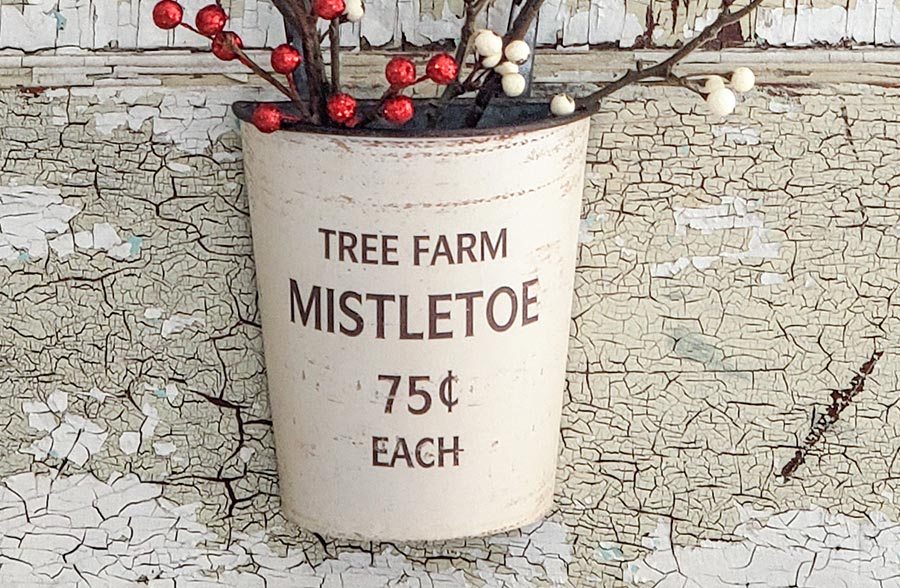 TREE FARM
MISTLETOE
75¢
EACH